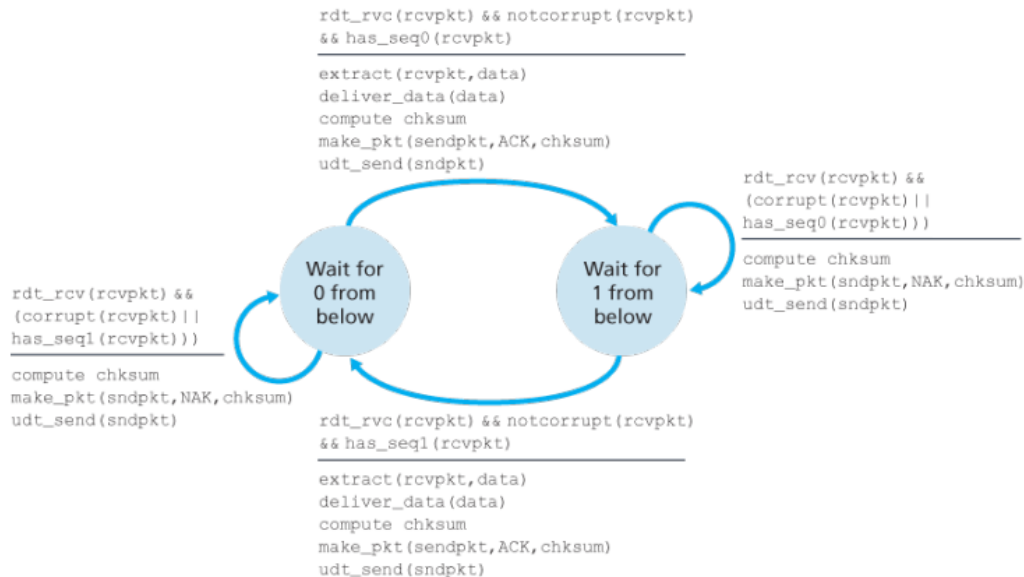 rdt_rvc(rcvpkt) && notcorrupt(rcvpkt)
&& has_seq0(rcvpkt)
extract(rcvpkt,data)
deliver_data(data)
compute chksum
make_pkt(sendpkt,ACK,chksum)
udt_send(sndpkt)
rdt_rcv(rcvpkt) &&
(corrupt(rcvpkt)||
has_seq0(rcvpkt)))
compute chksum
make_pkt(sndpkt,NAK,chksum)
udt_send(sndpkt)
Wait for
0 from
below
Wait for
1 from
below
rdt_rcv(rcvpkt) &&
(corrupt(rcvpkt)||
has_seq1(rcvpkt)))
compute chksum
make_pkt(sndpkt,NAK,chksum)
udt_send(sndpkt)
rdt_rvc(rcvpkt) && notcorrupt(rcvpkt)
&& has_seq1(rcvpkt)
extract(rcvpkt,data)
deliver_data(data)
compute chksum
make_pkt(sendpkt,ACK,chksum)
udt_send(sndpkt)